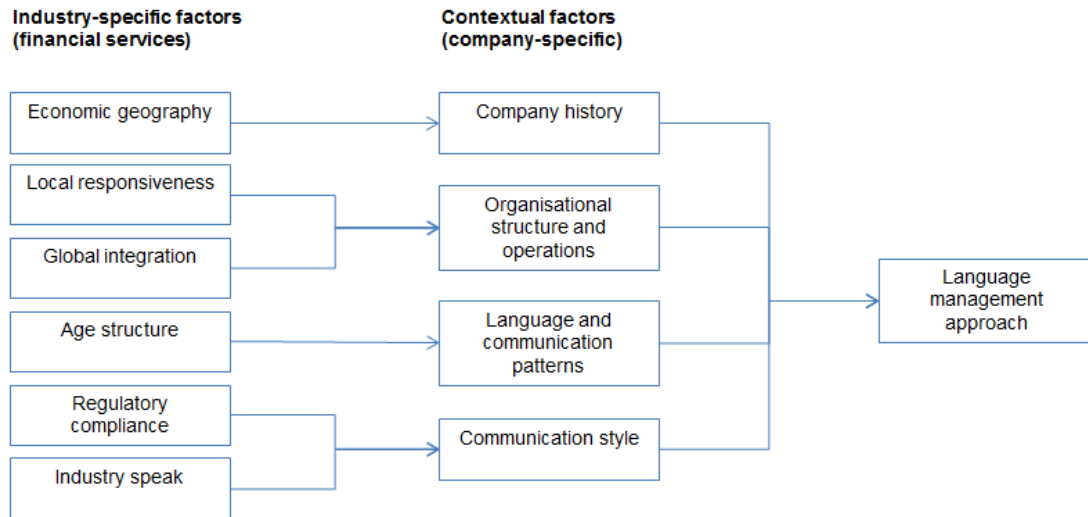 Industry-specific factors
(financial services)
Contextual factors
(company-specific)
Economic geography
Company history
Local responsiveness
Organisational
structure and
operations
Global integration
Language
management
approach
Age structure
Language and
communication
patterns
Regulatory
compliance
Communication style
Industry speak